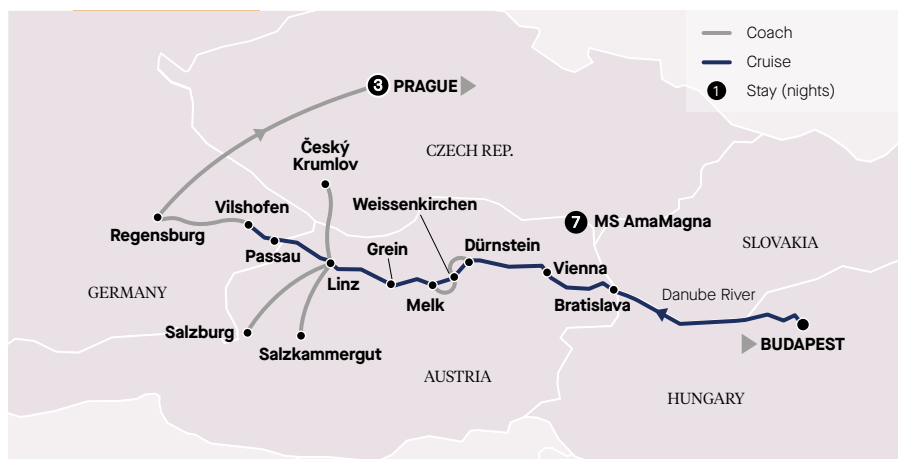 Coach
Cruise
1 Stay (nights)
3 PRAGUE
Český
Krumlov
CZECH REP.
Weissenkirchen
Vilshofen
7 MS AmaMagna
Regensburg
Passau
Grein
Dürnstein
SLOVAKIA
Linz
Vienna
GERMANY
Melk
Bratislava
Danube River
Salzburg
Salzkammergut
BUDAPEST
AUSTRIA
HUNGARY